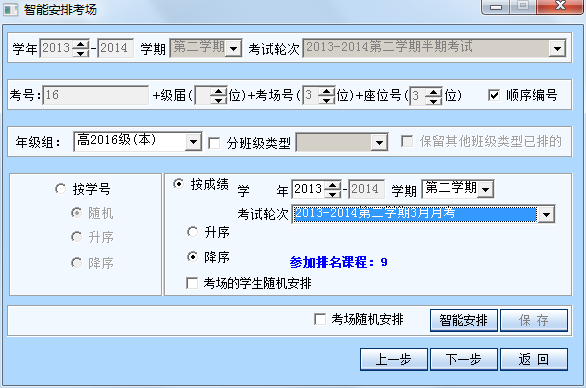 智能安排考场
学年 2013 - 2014 学期 第二学期 考试轮次 2013-2014第二学期半期考试
考号: 16 +级届( 位)+考场号( 3 位)+座位号( 3 位) 顺序编号
年级组: 高2016级(本) 分班级类型 保留其他班级类型已排的
按学号 按成绩 学 年 2013 - 2014 学期 第二学期
随机 考试轮次 2013-2014第二学期3月月考
升序 升序
降序 降序 参加排名课程: 9
考场的学生随机安排
考场随机安排 智能安排 保存
上一步 下一步 返回